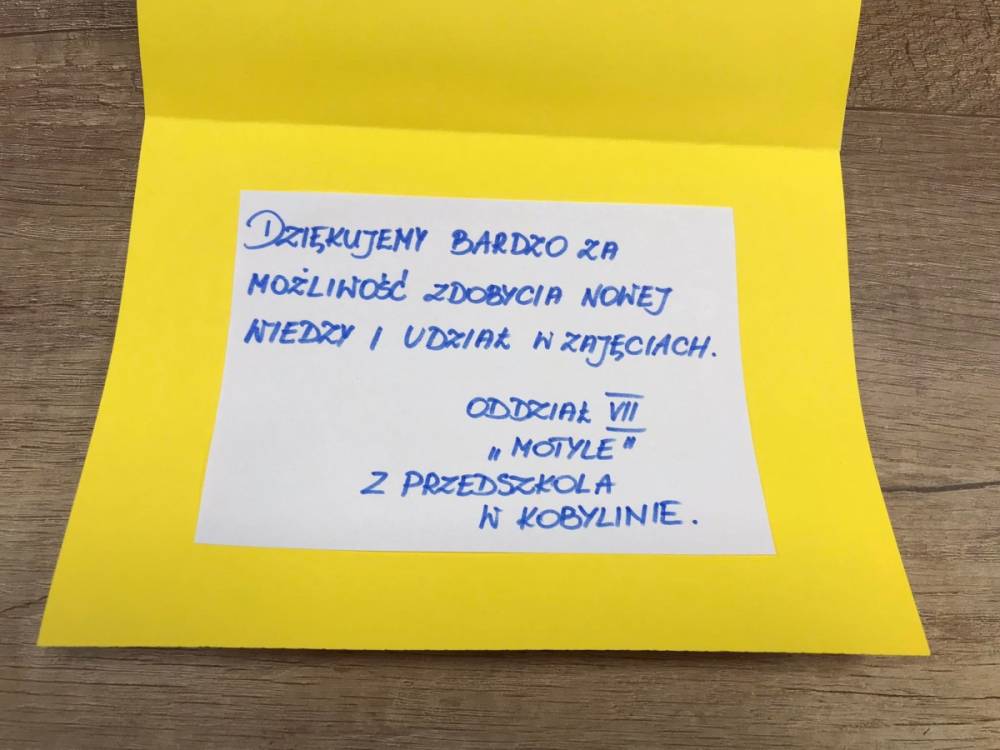 DZIĘKUJEMY BARDZO ZA
MOŻLIWOŚĆ ZDOBYCIA NOWEJ
WIEDZY I UDZIAŁ W ZAJĘCIACH.
ODDZIAŁ VII
„MOTYLE"
Z PRZEDSZKOLA
W KOBYLINIE.